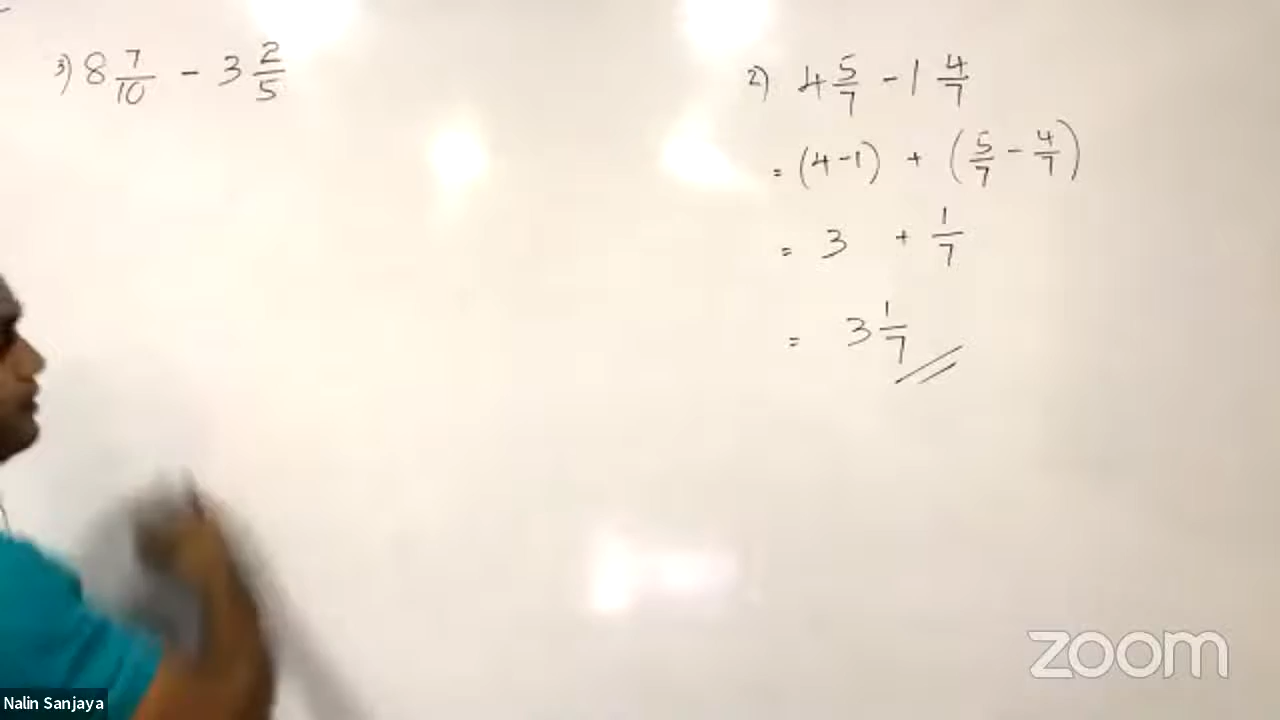 3) 8 7/10 - 3 2/5
2) 4 5/7 - 1 4/7
= (4-1) + (5/7 - 4/7)
= 3 + 1/7
= 3 1/7
zoom
Nalin Sanjaya